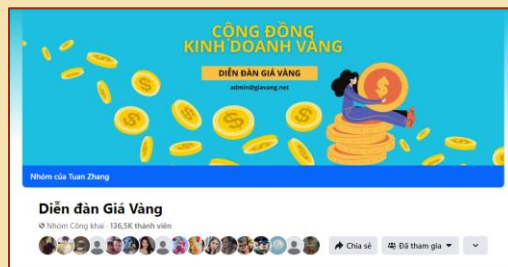 CỘNG ĐỒNG
KINH DOANH VÀNG
DIỄN ĐÀN GIÁ VÀNG
admin@giavang.net
Nhóm của Tuan Zhang
Diễn đàn Giá Vàng
Nhóm Công khai · 136,5K thành viên
Chia sẻ
Đã tham gia